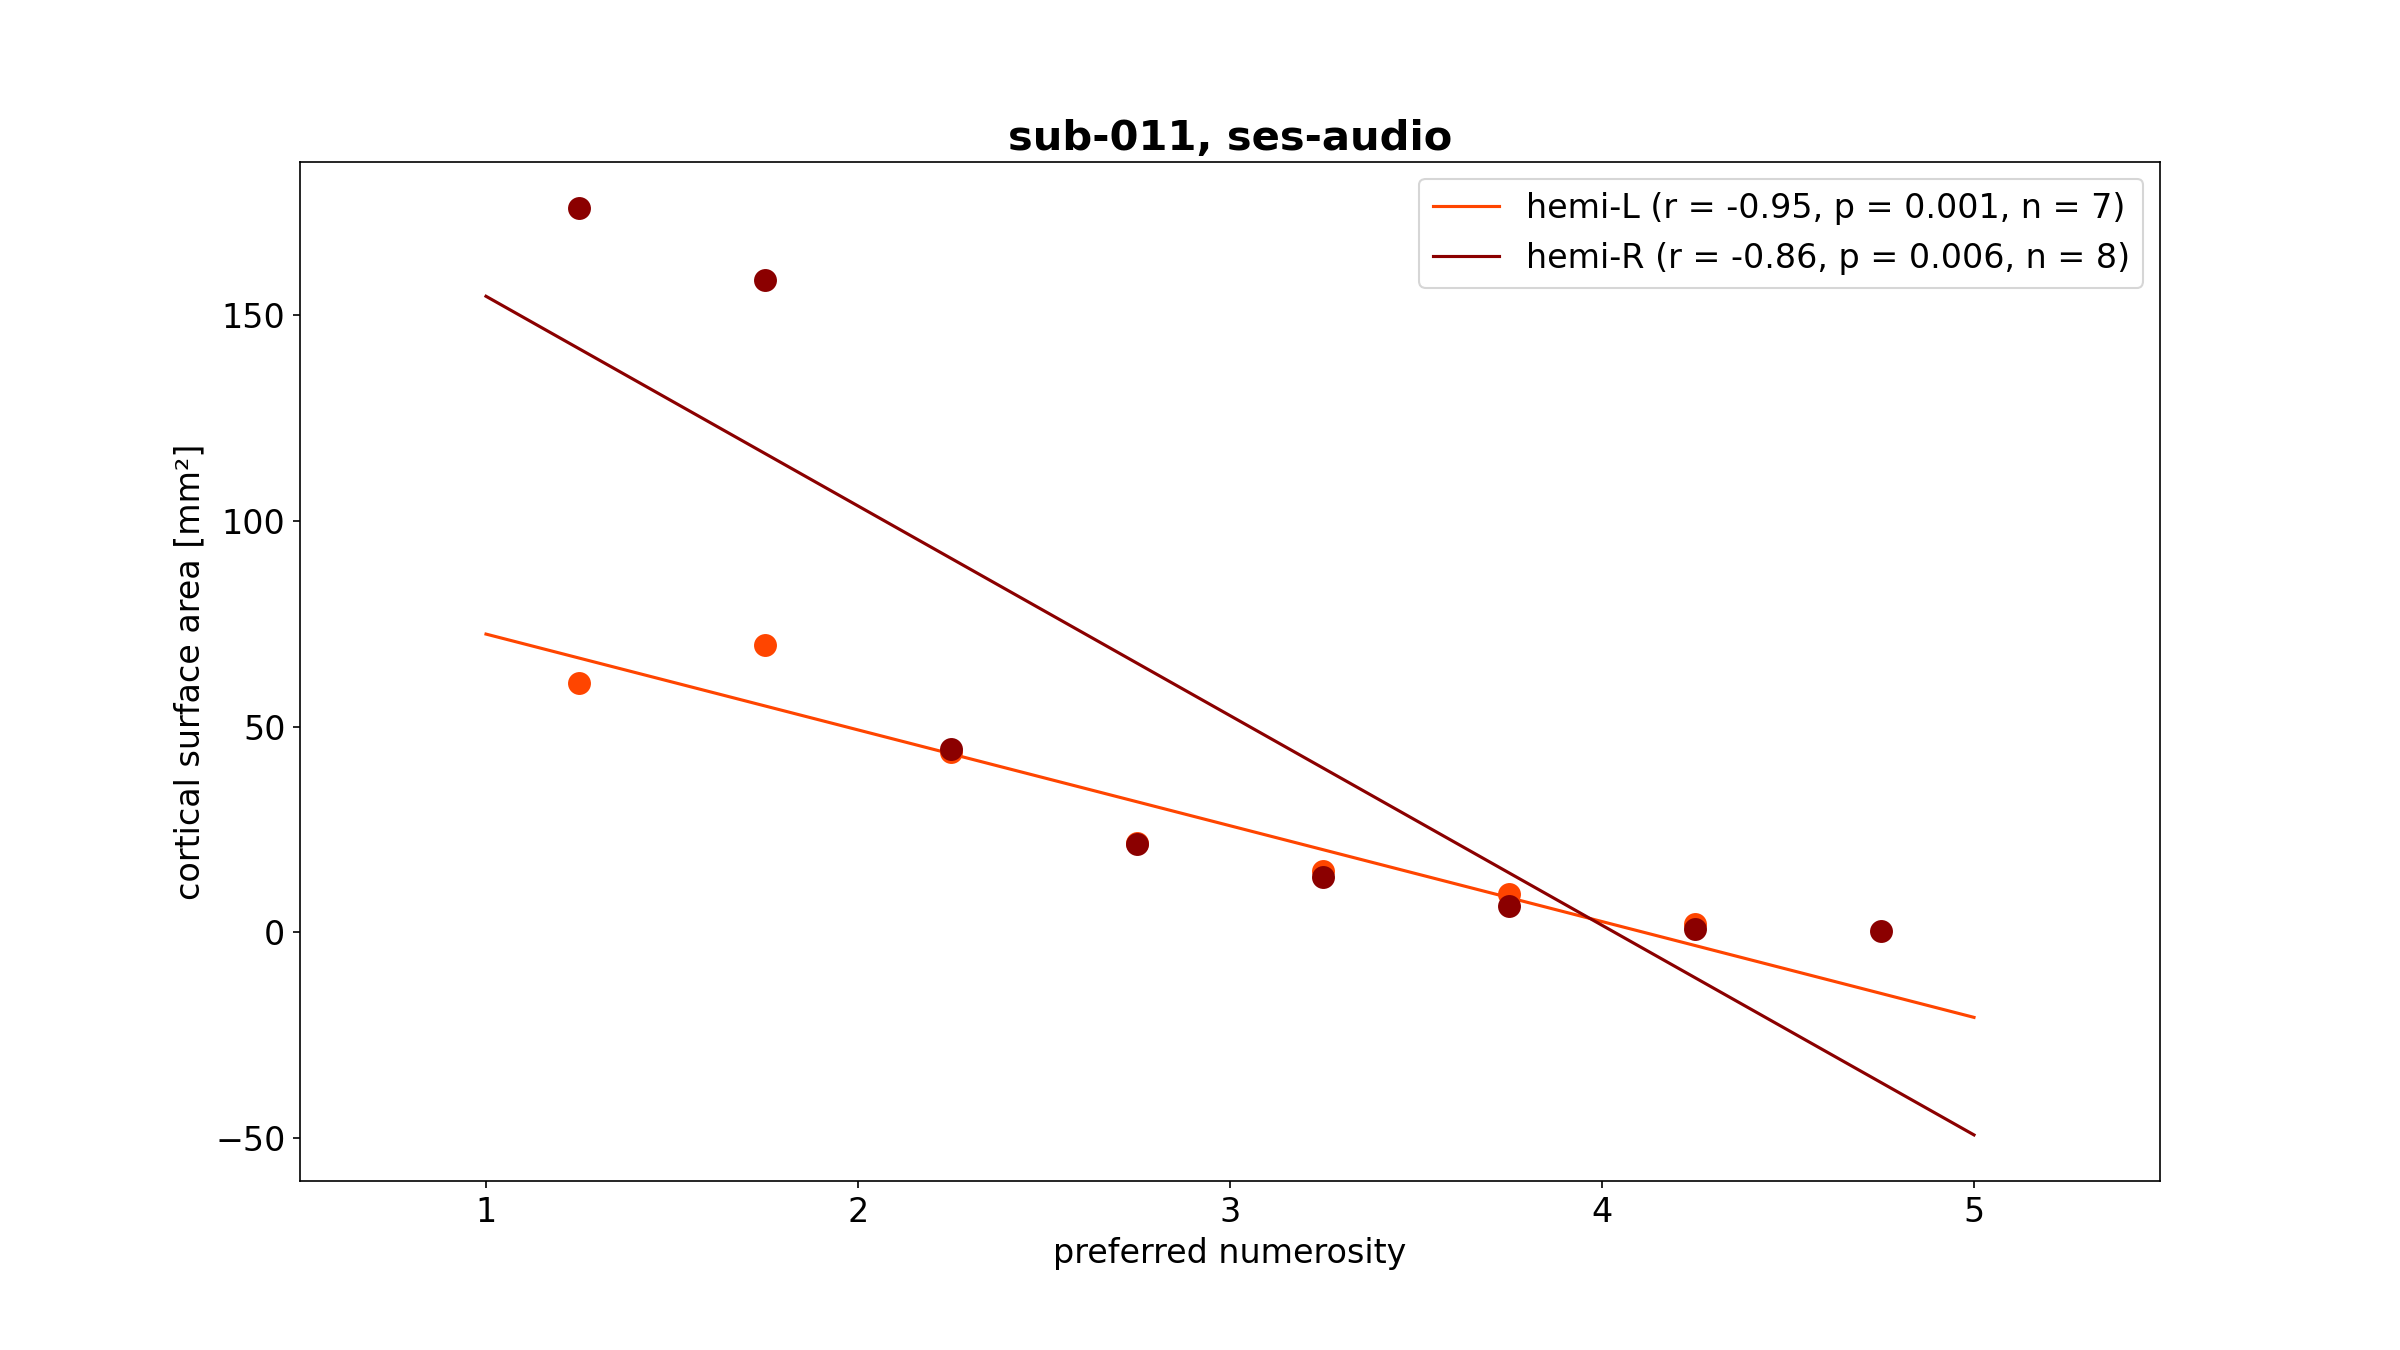 sub-011, ses-audio
hemi-L (r = -0.95, p = 0.001, n = 7)
hemi-R (r = -0.86, p = 0.006, n = 8)
cortical surface area [mm²]
150
100
50
0
−50
1 2 3 4 5
preferred numerosity